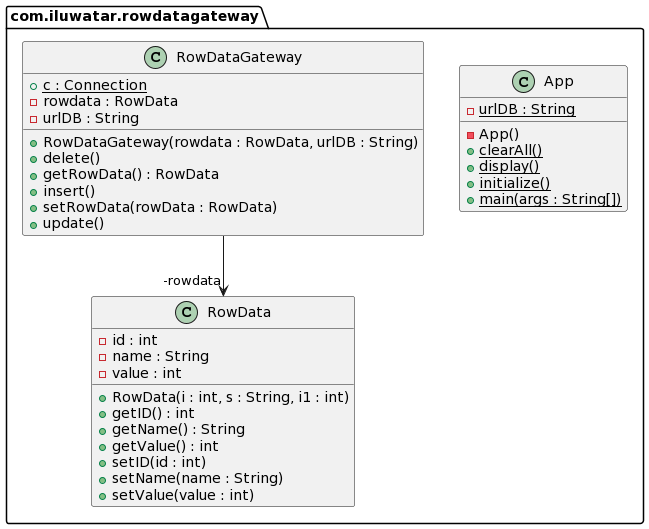 com.iluwatar.rowdatagateway
C RowDataGateway
c : Connection
rowdata : RowData
urlDB : String
RowDataGateway(rowdata : RowData, urlDB : String)
delete()
getRowData() : RowData
insert()
setRowData(rowData : RowData)
update()
C App
urlDB : String
App()
clearAll()
display()
initialize()
main(args : String[])
-rowdata
C RowData
id : int
name : String
value : int
RowData(i : int, s : String, i1 : int)
getID() : int
getName() : String
getValue() : int
setID(id : int)
setName(name : String)
setValue(value : int)